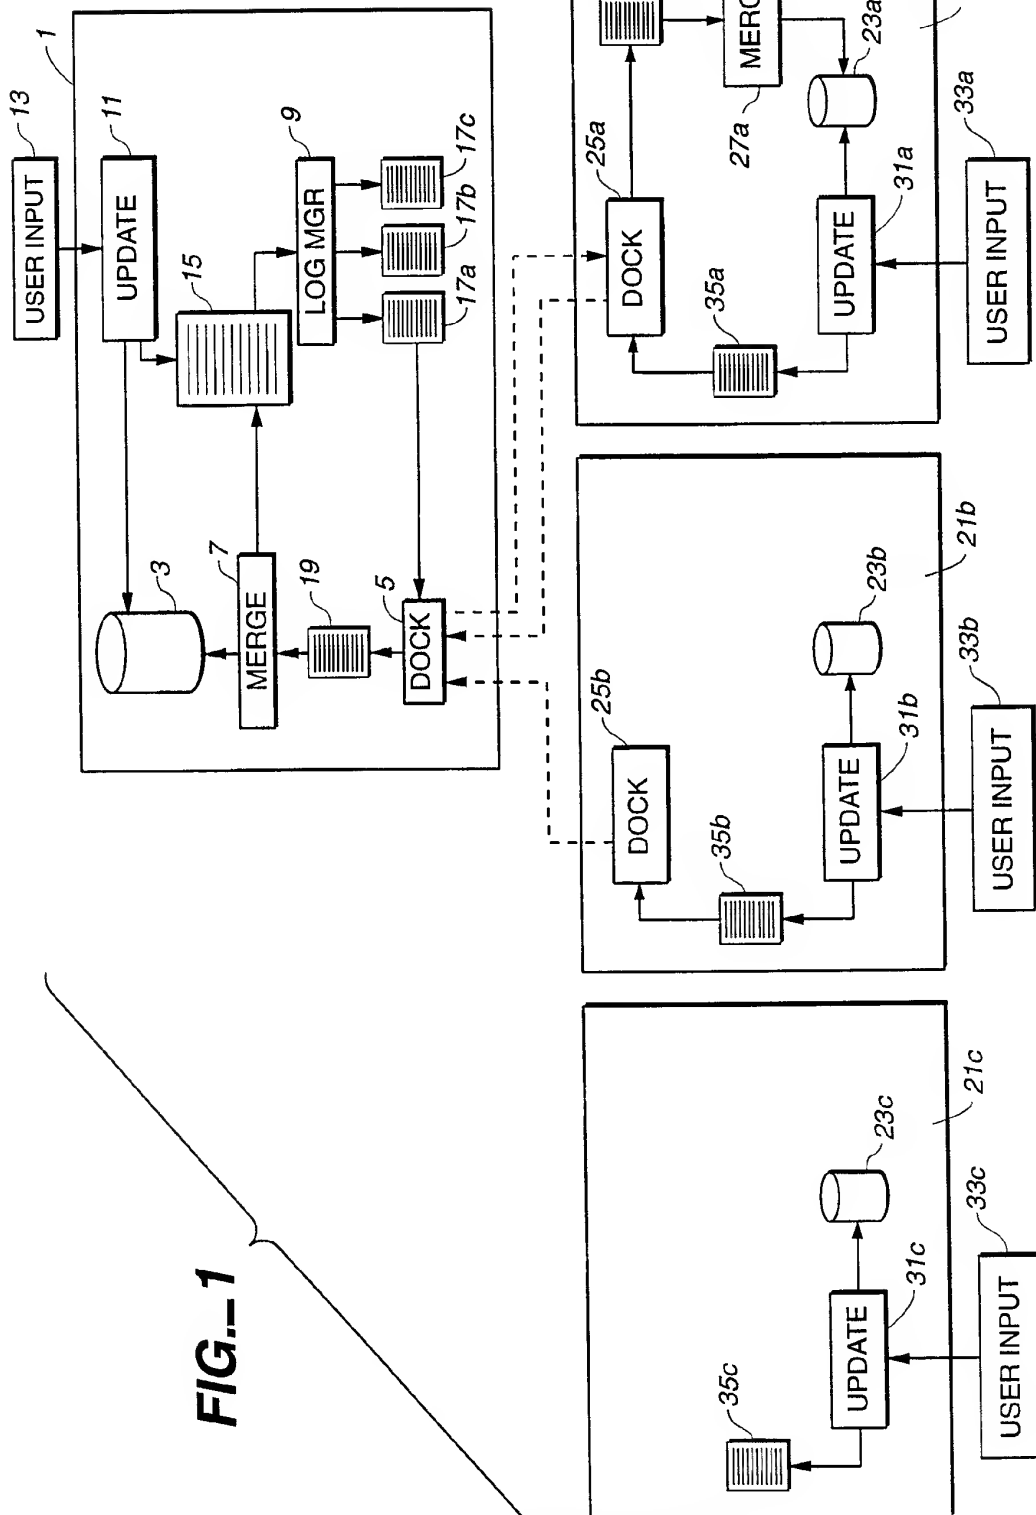 FIG._1
1
USER INPUT
13
UPDATE
11
3
15
MERGE
7
LOG MGR
9
19
DOCK
5
17a
17b
17c
35c
UPDATE
31c
23c
21c
USER INPUT
33c
DOCK
25b
35b
UPDATE
31b
23b
21b
USER INPUT
33b
DOCK
25a
35a
27a
UPDATE
31a
23a
USER INPUT
33a